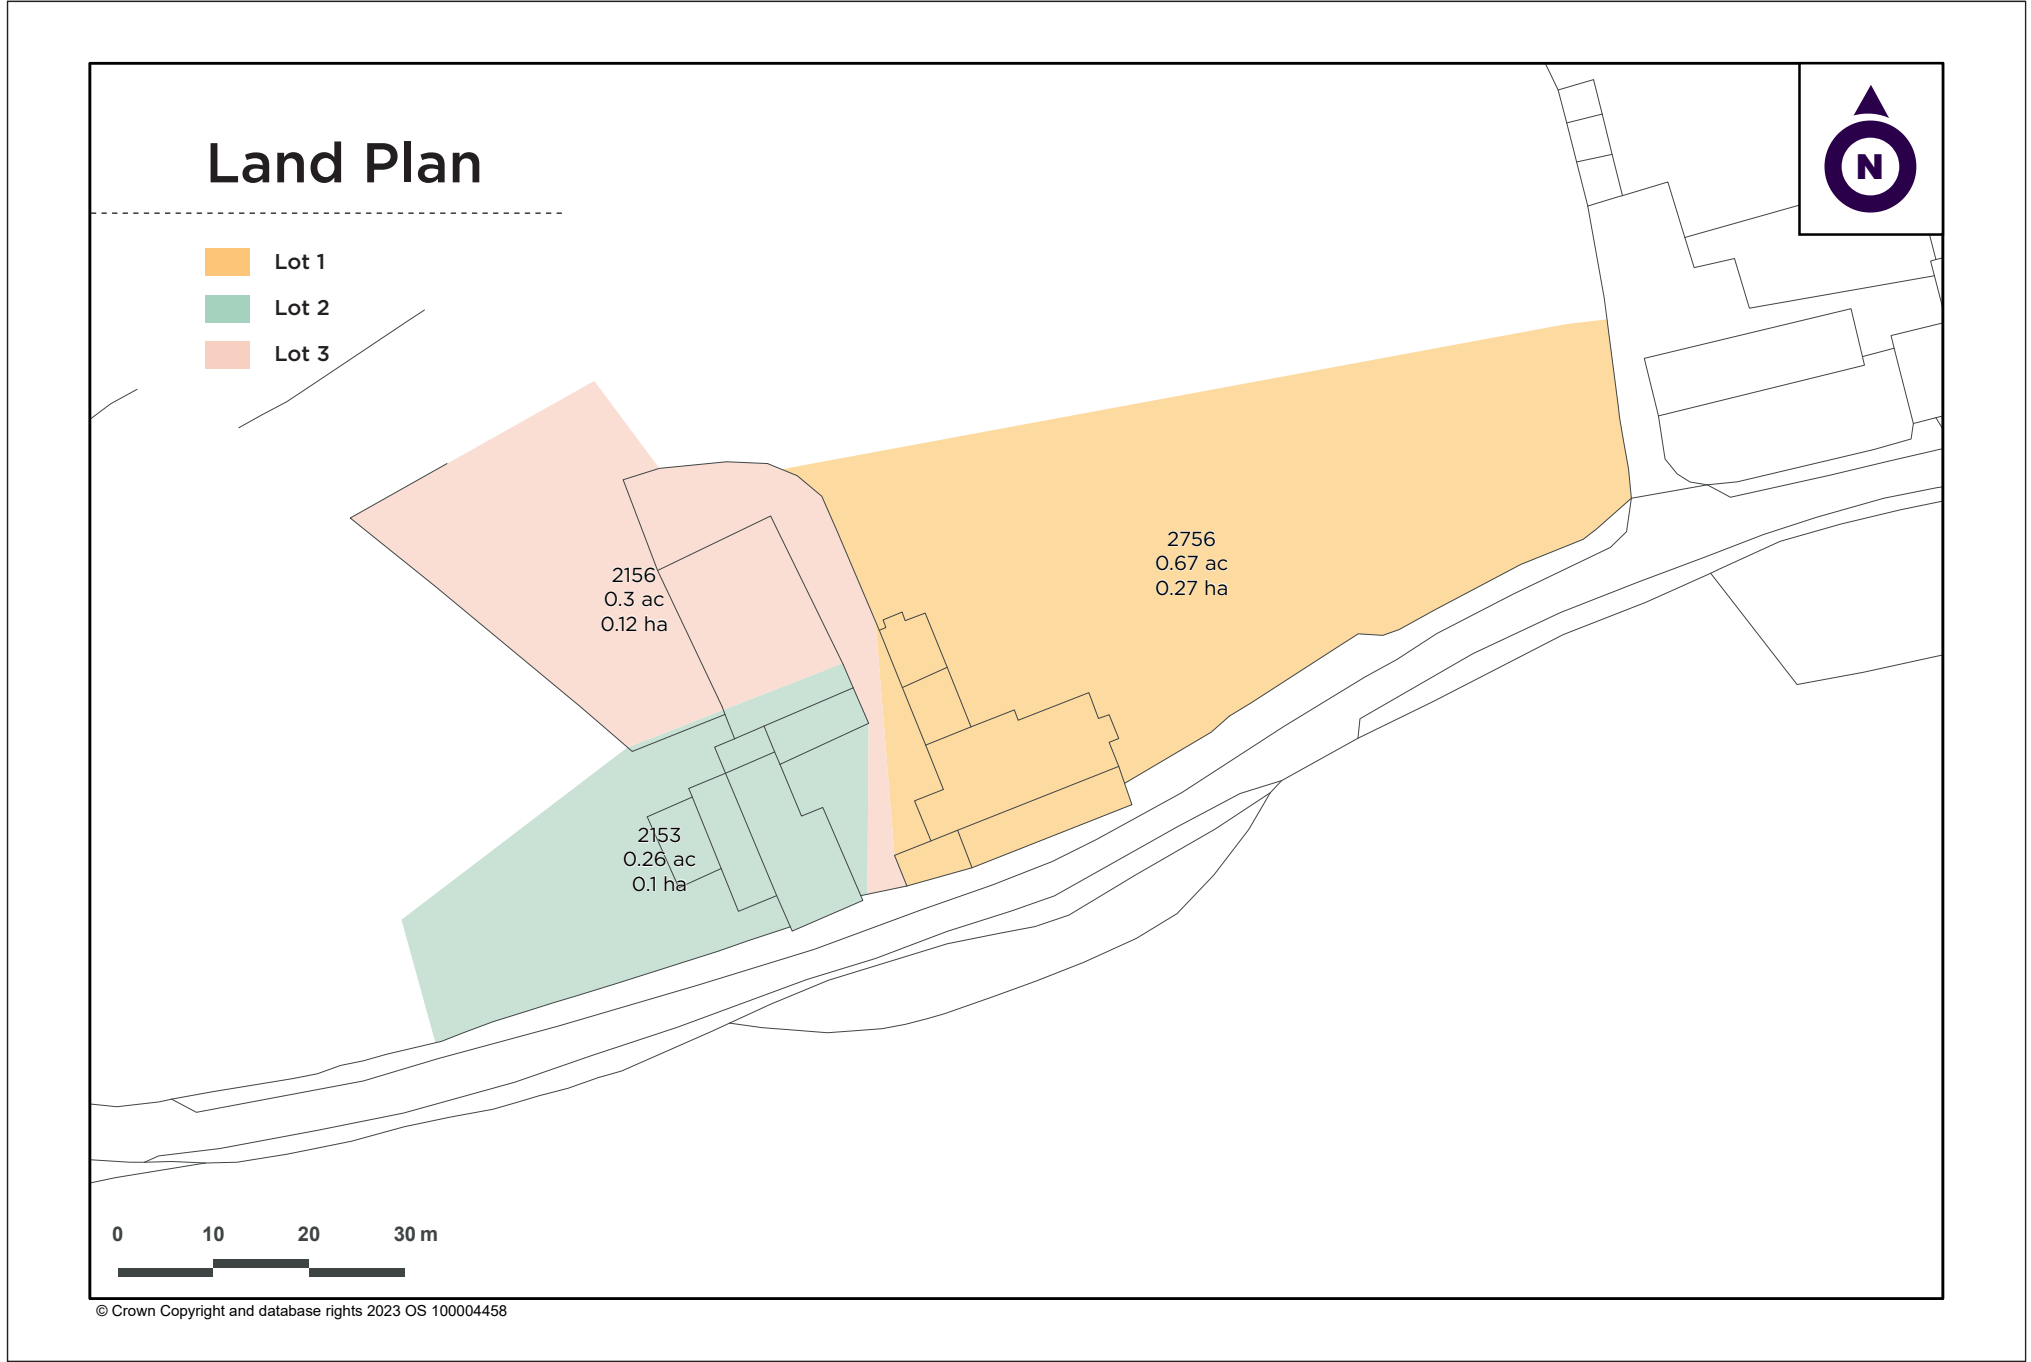 Land Plan
N
Lot 1
Lot 2
Lot 3
2756
0.67 ac
0.27 ha
2156
0.3 ac
0.12 ha
2153
0.26 ac
0.1 ha
0 10 20 30 m
© Crown Copyright and database rights 2023 OS 100004458